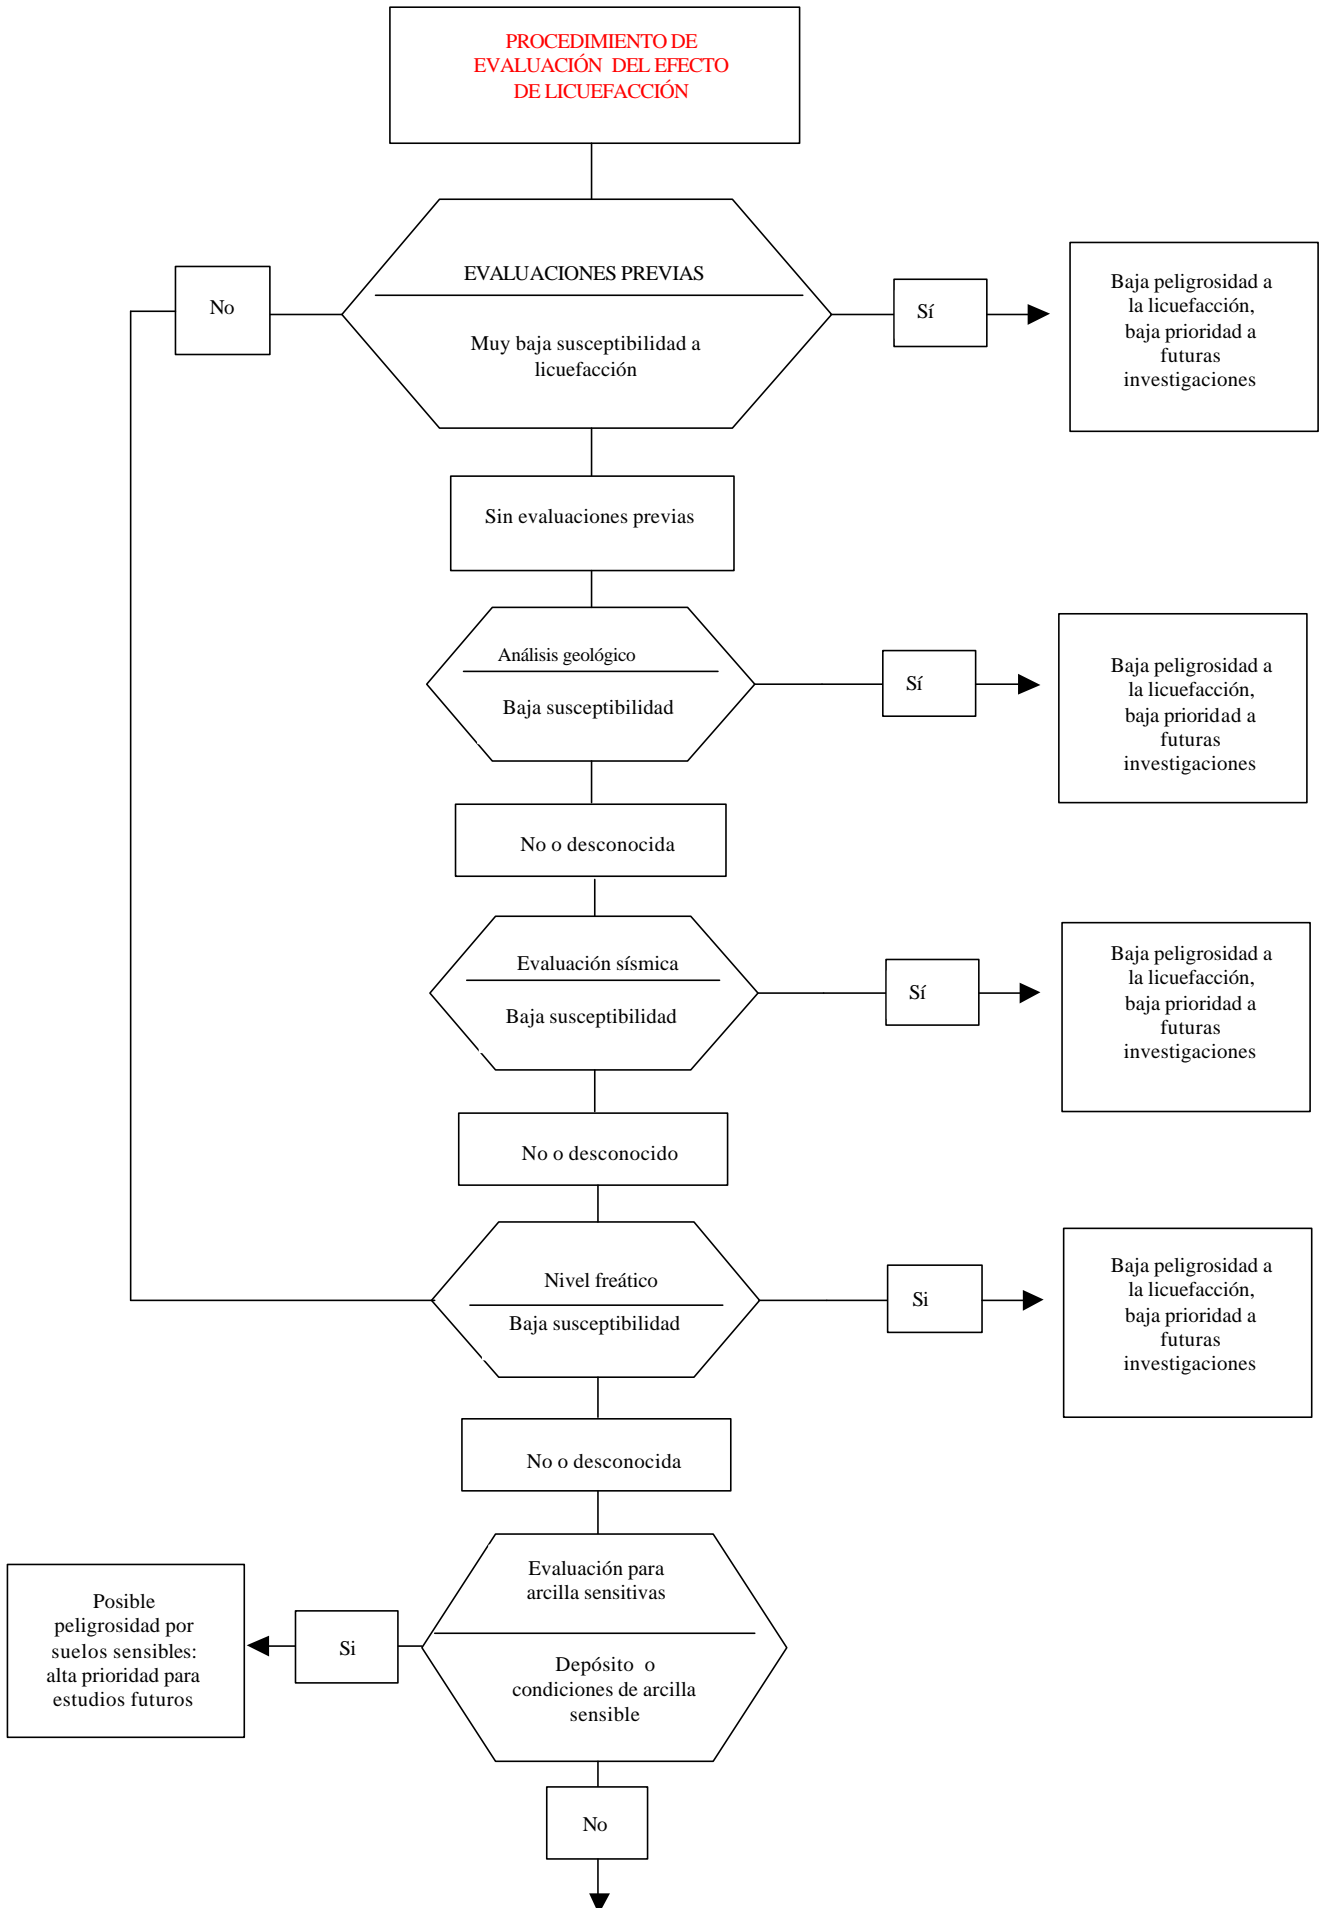 PROCEDIMIENTO DE
EVALUACIÓN DEL EFECTO
DE LICUEFACCIÓN
EVALUACIONES PREVIAS
Muy baja susceptibilidad a
licuefacción
No
Sí
Baja peligrosidad a
la licuefacción,
baja prioridad a
futuras
investigaciones
Sin evaluaciones previas
Análisis geológico
Baja susceptibilidad
Sí
Baja peligrosidad a
la licuefacción,
baja prioridad a
futuras
investigaciones
No o desconocida
Evaluación sísmica
Baja susceptibilidad
Sí
Baja peligrosidad a
la licuefacción,
baja prioridad a
futuras
investigaciones
No o desconocido
Nivel freático
Baja susceptibilidad
Si
Baja peligrosidad a
la licuefacción,
baja prioridad a
futuras
investigaciones
No o desconocida
Evaluación para
arcilla sensitivas
Depósito o
condiciones de arcilla
sensible
Si
Posible
peligrosidad por
suelos sensibles:
alta prioridad para
estudios futuros
No